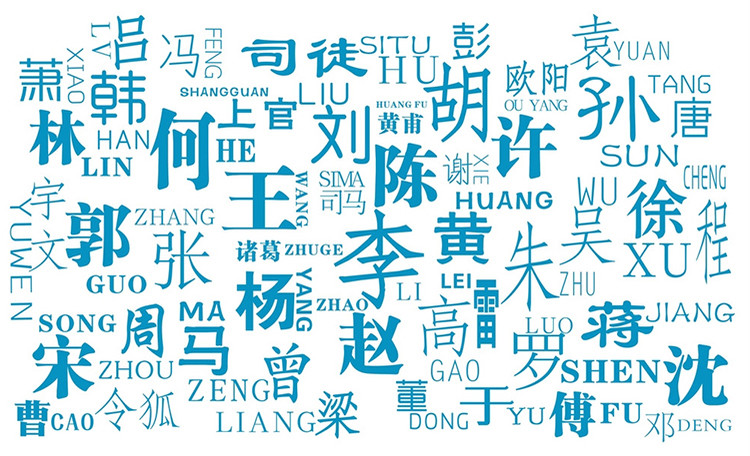 吕
LV
冯
FENG
司徒
SITU
彭
袁
YUAN
萧
XIAO
韩
HAN
SHANGGUAN
上官
LIU
刘
HU
胡
HUANG FU
黄甫
欧阳
OU YANG
孙
SUN
TANG
唐
林
LIN
何
HE
陈
许
谢
XIE
CHENG
程
宇文
YUWEN
王
WANG
SIMA
司马
HUANG
黄
WU
吴
徐
XU
郭
GUO
ZHANG
张
诸葛
ZHUGE
李
LI
朱
ZHU
杨
YANG
ZHAO
赵
LEI
雷
SONG
宋
周
ZHOU
MA
马
高
GAO
LUO
罗
蒋
JIANG
SHEN
沈
曹
CAO
令狐
ZENG
曾
LIANG
梁
董
DONG
于
YU
傅
FU
邓
DENG